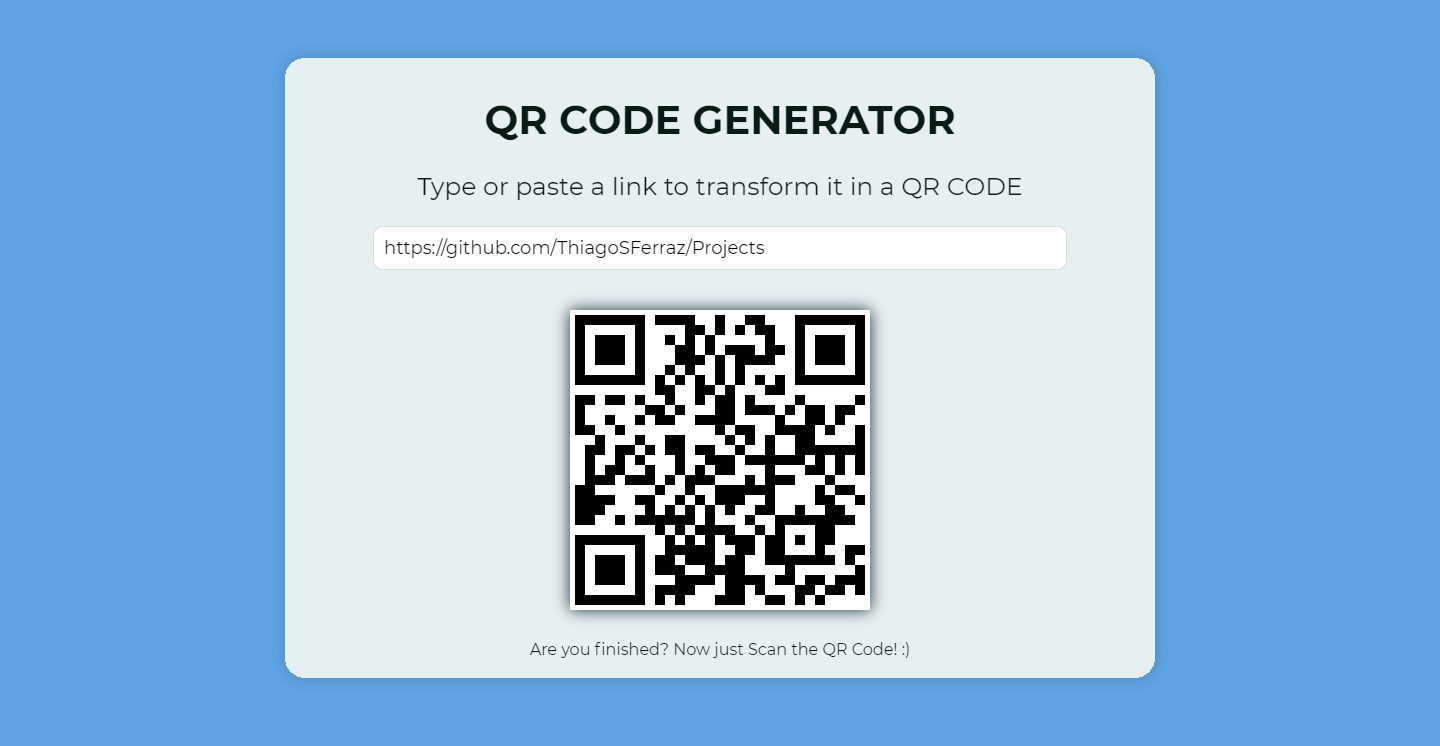 QR CODE GENERATOR
Type or paste a link to transform it in a QR CODE
https://github.com/ThiagoSFerraz/Projects
Are you finished? Now just Scan the QR Code! :)